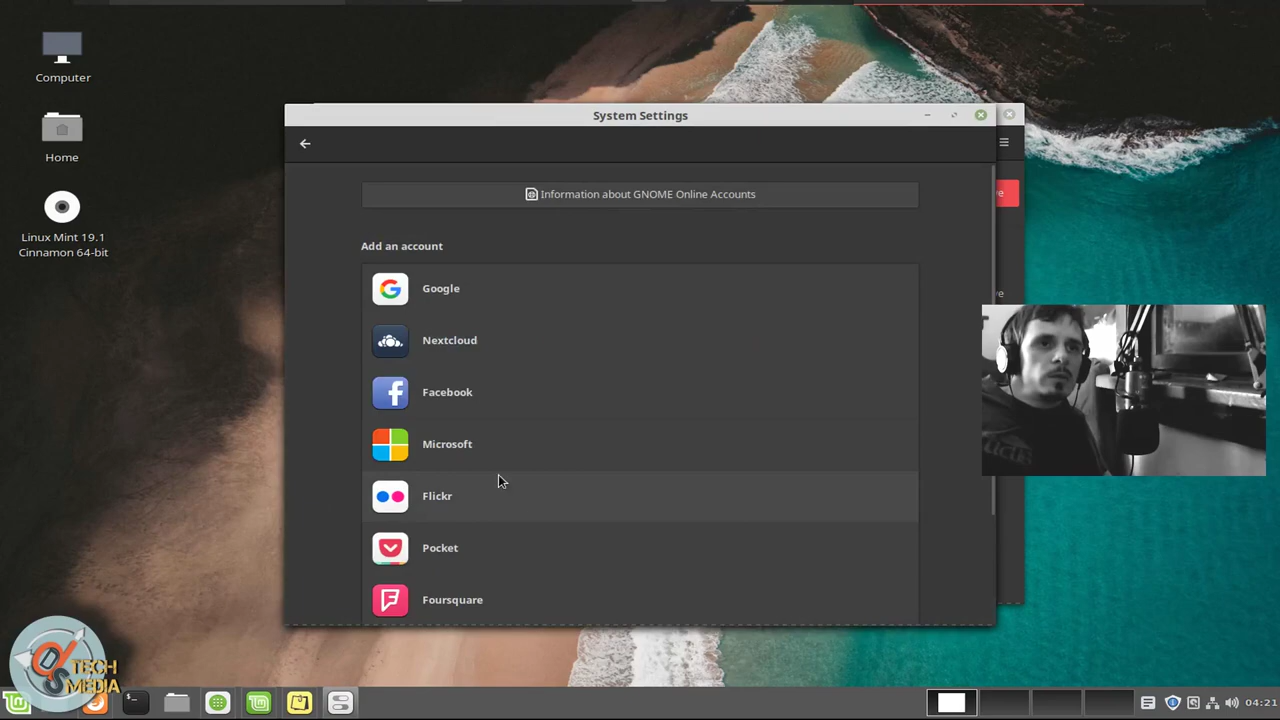 System Settings
Computer
Home
Information about GNOME Online Accounts
Linux Mint 19.1
Cinnamon 64-bit
Add an account
Google
Nextcloud
Facebook
Microsoft
Flickr
Pocket
Foursquare
TECH
MEDIA
04:21